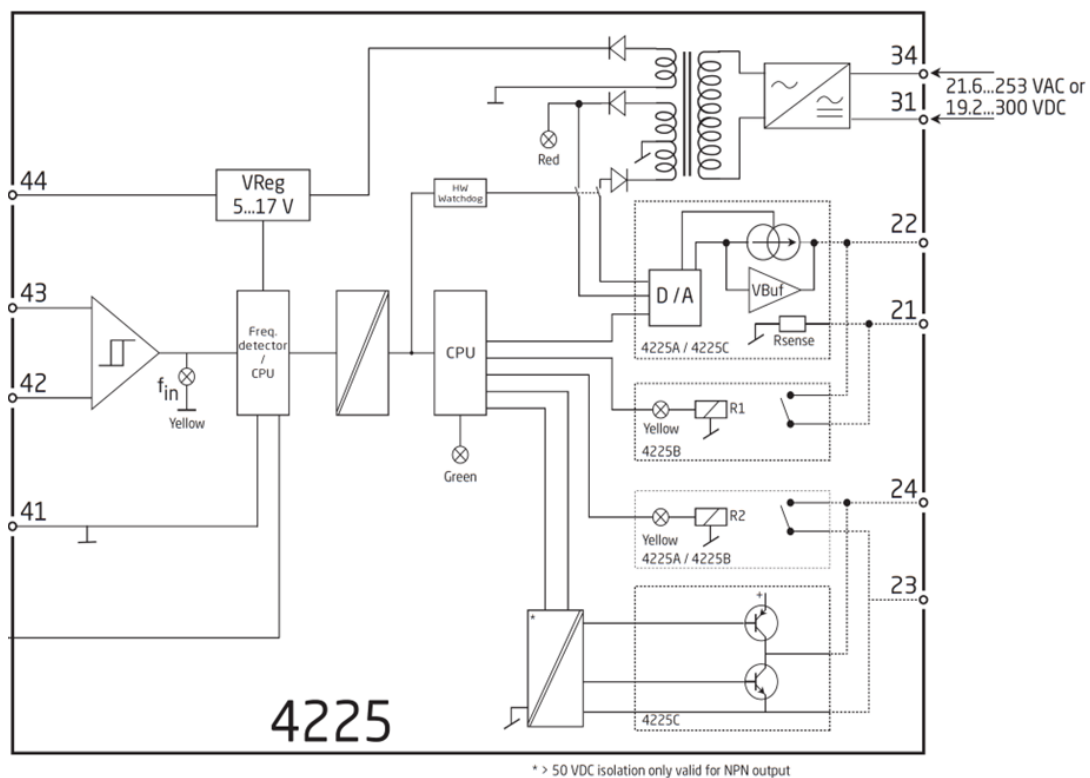 34
21.6...253 VAC or
19.2...300 VDC
31
Red
44
VReg
5...17 V
HW
Watchdog
22
43
D / A
VBuf
21
Freq.
detector
/
CPU
CPU
Rsense
4225A / 4225C
42
fin
Yellow
R1
Yellow
4225B
Green
24
41
R2
Yellow
4225A / 4225B
23
*
+
4225
4225C
* > 50 VDC isolation only valid for NPN output